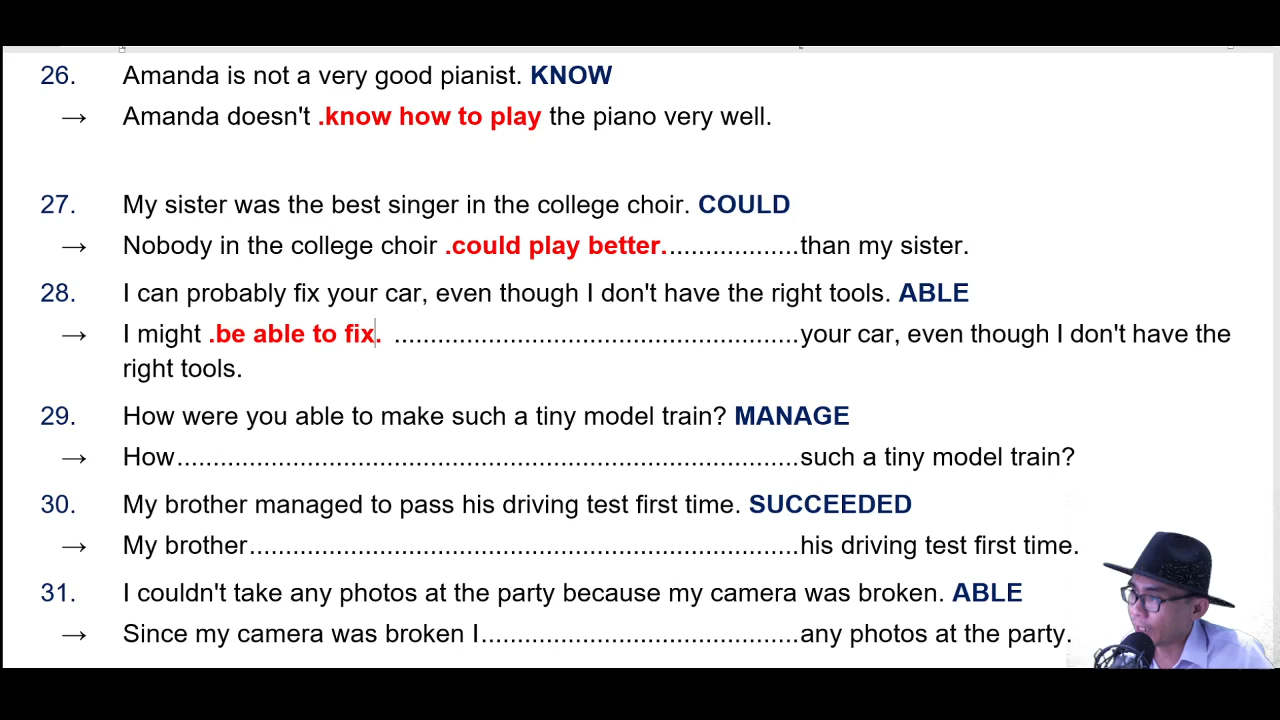 26. Amanda is not a very good pianist. KNOW
→ Amanda doesn't .know how to play the piano very well.
27. My sister was the best singer in the college choir. COULD
→ Nobody in the college choir .could play better...................than my sister.
28. I can probably fix your car, even though I don't have the right tools. ABLE
→ I might .be able to fix. ........................................................your car, even though I don't have the
right tools.
29. How were you able to make such a tiny model train? MANAGE
→ How......................................................................................such a tiny model train?
30. My brother managed to pass his driving test first time. SUCCEEDED
→ My brother............................................................................his driving test first time.
31. I couldn't take any photos at the party because my camera was broken. ABLE
→ Since my camera was broken I............................................any photos at the party.